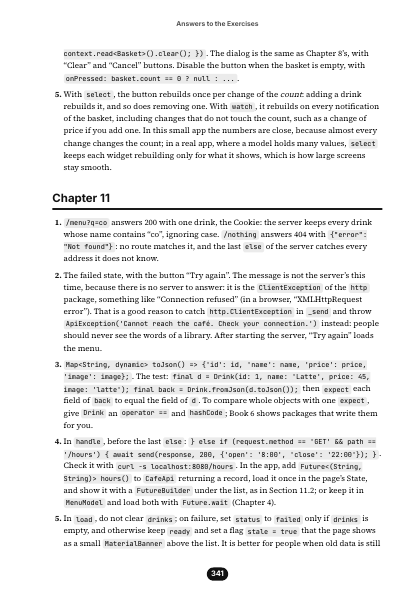 Answers to the Exercises
context.read<Basket>().clear(); }) . The dialog is the same as Chapter 8’s, with
“Clear” and “Cancel” buttons. Disable the button when the basket is empty, with
onPressed: basket.count == 0 ? null : ... .
5. With select , the button rebuilds once per change of the count: adding a drink
rebuilds it, and so does removing one. With watch , it rebuilds on every notification
of the basket, including changes that do not touch the count, such as a change of
price if you add one. In this small app the numbers are close, because almost every
change changes the count; in a real app, where a model holds many values, select
keeps each widget rebuilding only for what it shows, which is how large screens
stay smooth.
Chapter 11
1. /menu?q=co answers 200 with one drink, the Cookie: the server keeps every drink
whose name contains “co”, ignoring case. /nothing answers 404 with {"error":
"Not found"} : no route matches it, and the last else of the server catches every
address it does not know.
2. The failed state, with the button “Try again”. The message is not the server’s this
time, because there is no server to answer: it is the ClientException of the http
package, something like “Connection refused” (in a browser, “XMLHttpRequest
error”). That is a good reason to catch http.ClientException in _send and throw
ApiException('Cannot reach the café. Check your connection.') instead: people
should never see the words of a library. After starting the server, “Try again” loads
the menu.
3. Map<String, dynamic> toJson() => {'id': id, 'name': name, 'price': price,
'image': image}; . The test: final d = Drink(id: 1, name: 'Latte', price: 45,
image: 'latte'); final back = Drink.fromJson(d.toJson()); then expect each
field of back to equal the field of d . To compare whole objects with one expect ,
give Drink an operator == and hashCode ; Book 6 shows packages that write them
for you.
4. In handle , before the last else : } else if (request.method == 'GET' && path ==
'/hours') { await send(response, 200, {'open': '8:00', 'close': '22:00'}); } .
Check it with curl -s localhost:8080/hours . In the app, add Future<(String,
String)> hours() to CafeApi returning a record, load it once in the page’s State,
and show it with a FutureBuilder under the list, as in Section 11.2; or keep it in
MenuModel and load both with Future.wait (Chapter 4).
5. In load , do not clear drinks ; on failure, set status to failed only if drinks is
empty, and otherwise keep ready and set a flag stale = true that the page shows
as a small MaterialBanner above the list. It is better for people when old data is still
341